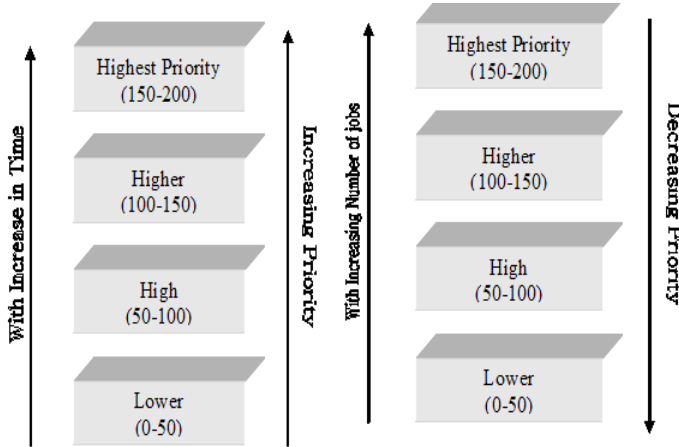 With Increase in Time
Highest Priority
(150-200)
Higher
(100-150)
High
(50-100)
Lower
(0-50)
Increasing Priority
With Increasing Number of jobs
Highest Priority
(150-200)
Higher
(100-150)
High
(50-100)
Lower
(0-50)
Decreasing Priority